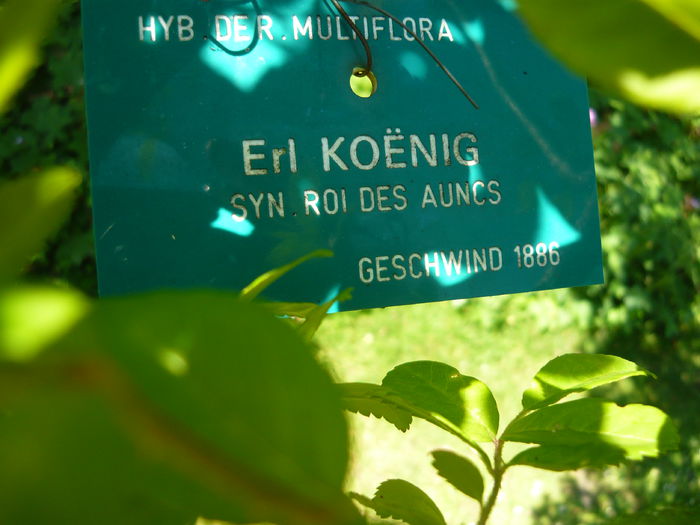 HYB DER.MULTIFLORA
Erl KOËNIG
SYN.ROI DES AUNCS
GESCHWIND 1886